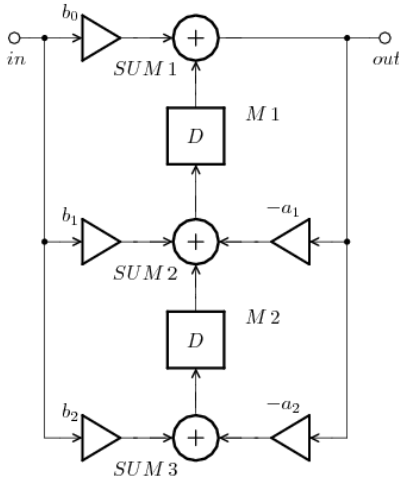 b₀
in
+
out
SUM 1
M 1
D
b₁
+
−a₁
SUM 2
M 2
D
b₂
+
−a₂
SUM 3